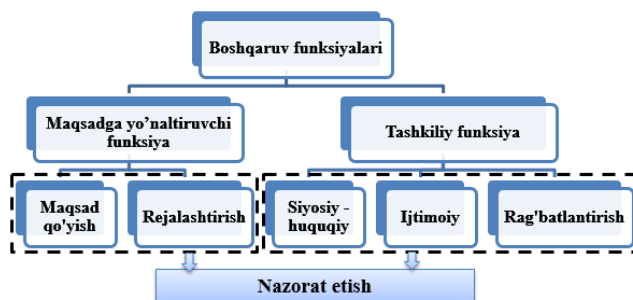 Boshqaruv funksiyalari
Maqsadga yo’naltiruvchi
funksiya
Tashkiliy funksiya
Maqsad
qo'yish
Rejalashtirish
Siyosiy -
huquqiy
Ijtimoiy
Rag'batlantirish
Nazorat etish